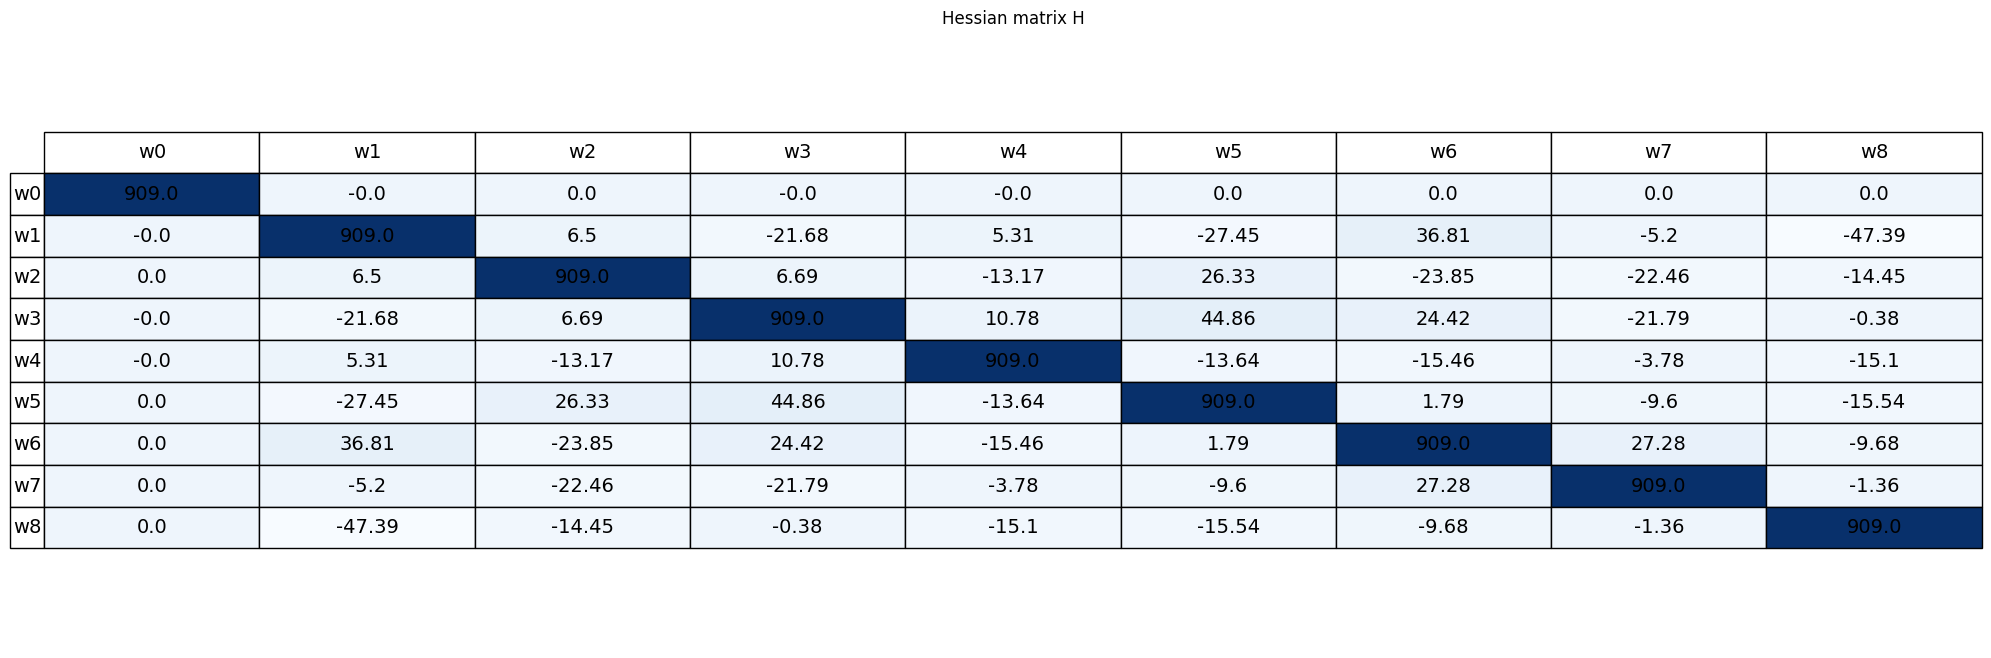 Hessian matrix H
w0 w1 w2 w3 w4 w5 w6 w7 w8
w0 909.0 -0.0 0.0 -0.0 -0.0 0.0 0.0 0.0 0.0
w1 -0.0 909.0 6.5 -21.68 5.31 -27.45 36.81 -5.2 -47.39
w2 0.0 6.5 909.0 6.69 -13.17 26.33 -23.85 -22.46 -14.45
w3 -0.0 -21.68 6.69 909.0 10.78 44.86 24.42 -21.79 -0.38
w4 -0.0 5.31 -13.17 10.78 909.0 -13.64 -15.46 -3.78 -15.1
w5 0.0 -27.45 26.33 44.86 -13.64 909.0 1.79 -9.6 -15.54
w6 0.0 36.81 -23.85 24.42 -15.46 1.79 909.0 27.28 -9.68
w7 0.0 -5.2 -22.46 -21.79 -3.78 -9.6 27.28 909.0 -1.36
w8 0.0 -47.39 -14.45 -0.38 -15.1 -15.54 -9.68 -1.36 909.0